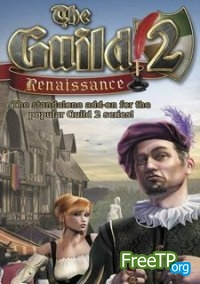 The
Guild 2
Renaissance
The standalone add-on for the
popular Guild 2 series!
FreeTP.org